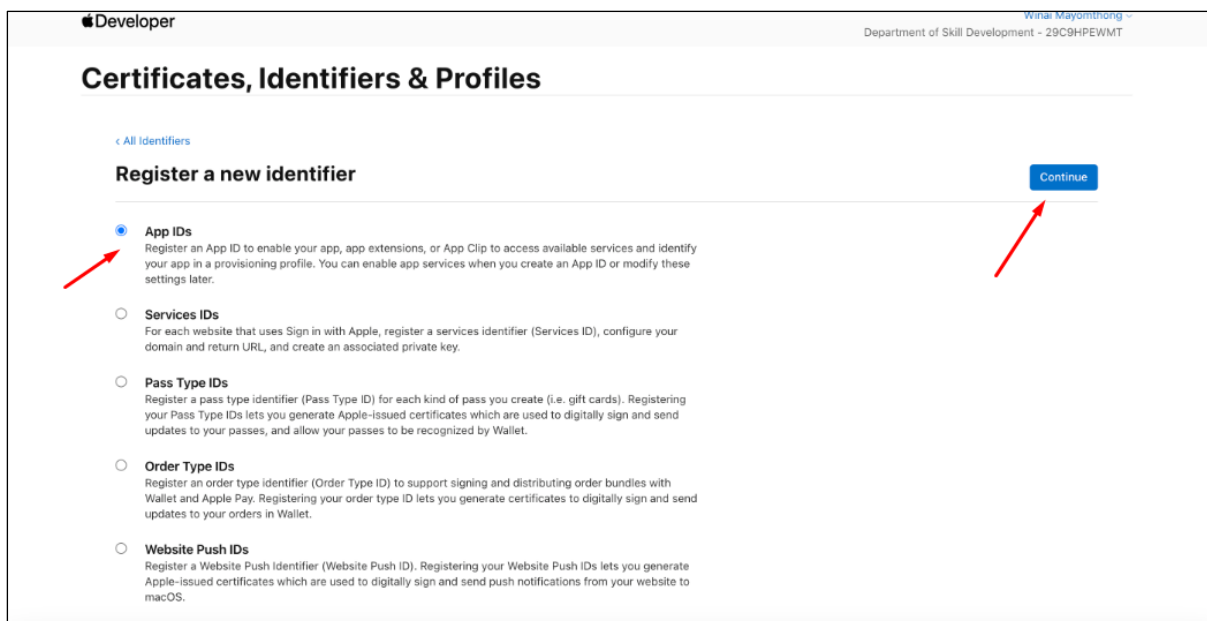 Developer
Winai Mayomthong
Department of Skill Development - 29C9HPEWMT
Certificates, Identifiers & Profiles
< All Identifiers
Register a new identifier
Continue
App IDs
Register an App ID to enable your app, app extensions, or App Clip to access available services and identify
your app in a provisioning profile. You can enable app services when you create an App ID or modify these
settings later.
Services IDs
For each website that uses Sign in with Apple, register a services identifier (Services ID), configure your
domain and return URL, and create an associated private key.
Pass Type IDs
Register a pass type identifier (Pass Type ID) for each kind of pass you create (i.e. gift cards). Registering
your Pass Type IDs lets you generate Apple-issued certificates which are used to digitally sign and send
updates to your passes, and allow your passes to be recognized by Wallet.
Order Type IDs
Register an order type identifier (Order Type ID) to support signing and distributing order bundles with
Wallet and Apple Pay. Registering your order type ID lets you generate certificates to digitally sign and send
updates to your orders in Wallet.
Website Push IDs
Register a Website Push Identifier (Website Push ID). Registering your Website Push IDs lets you generate
Apple-issued certificates which are used to digitally sign and send push notifications from your website to
macOS.